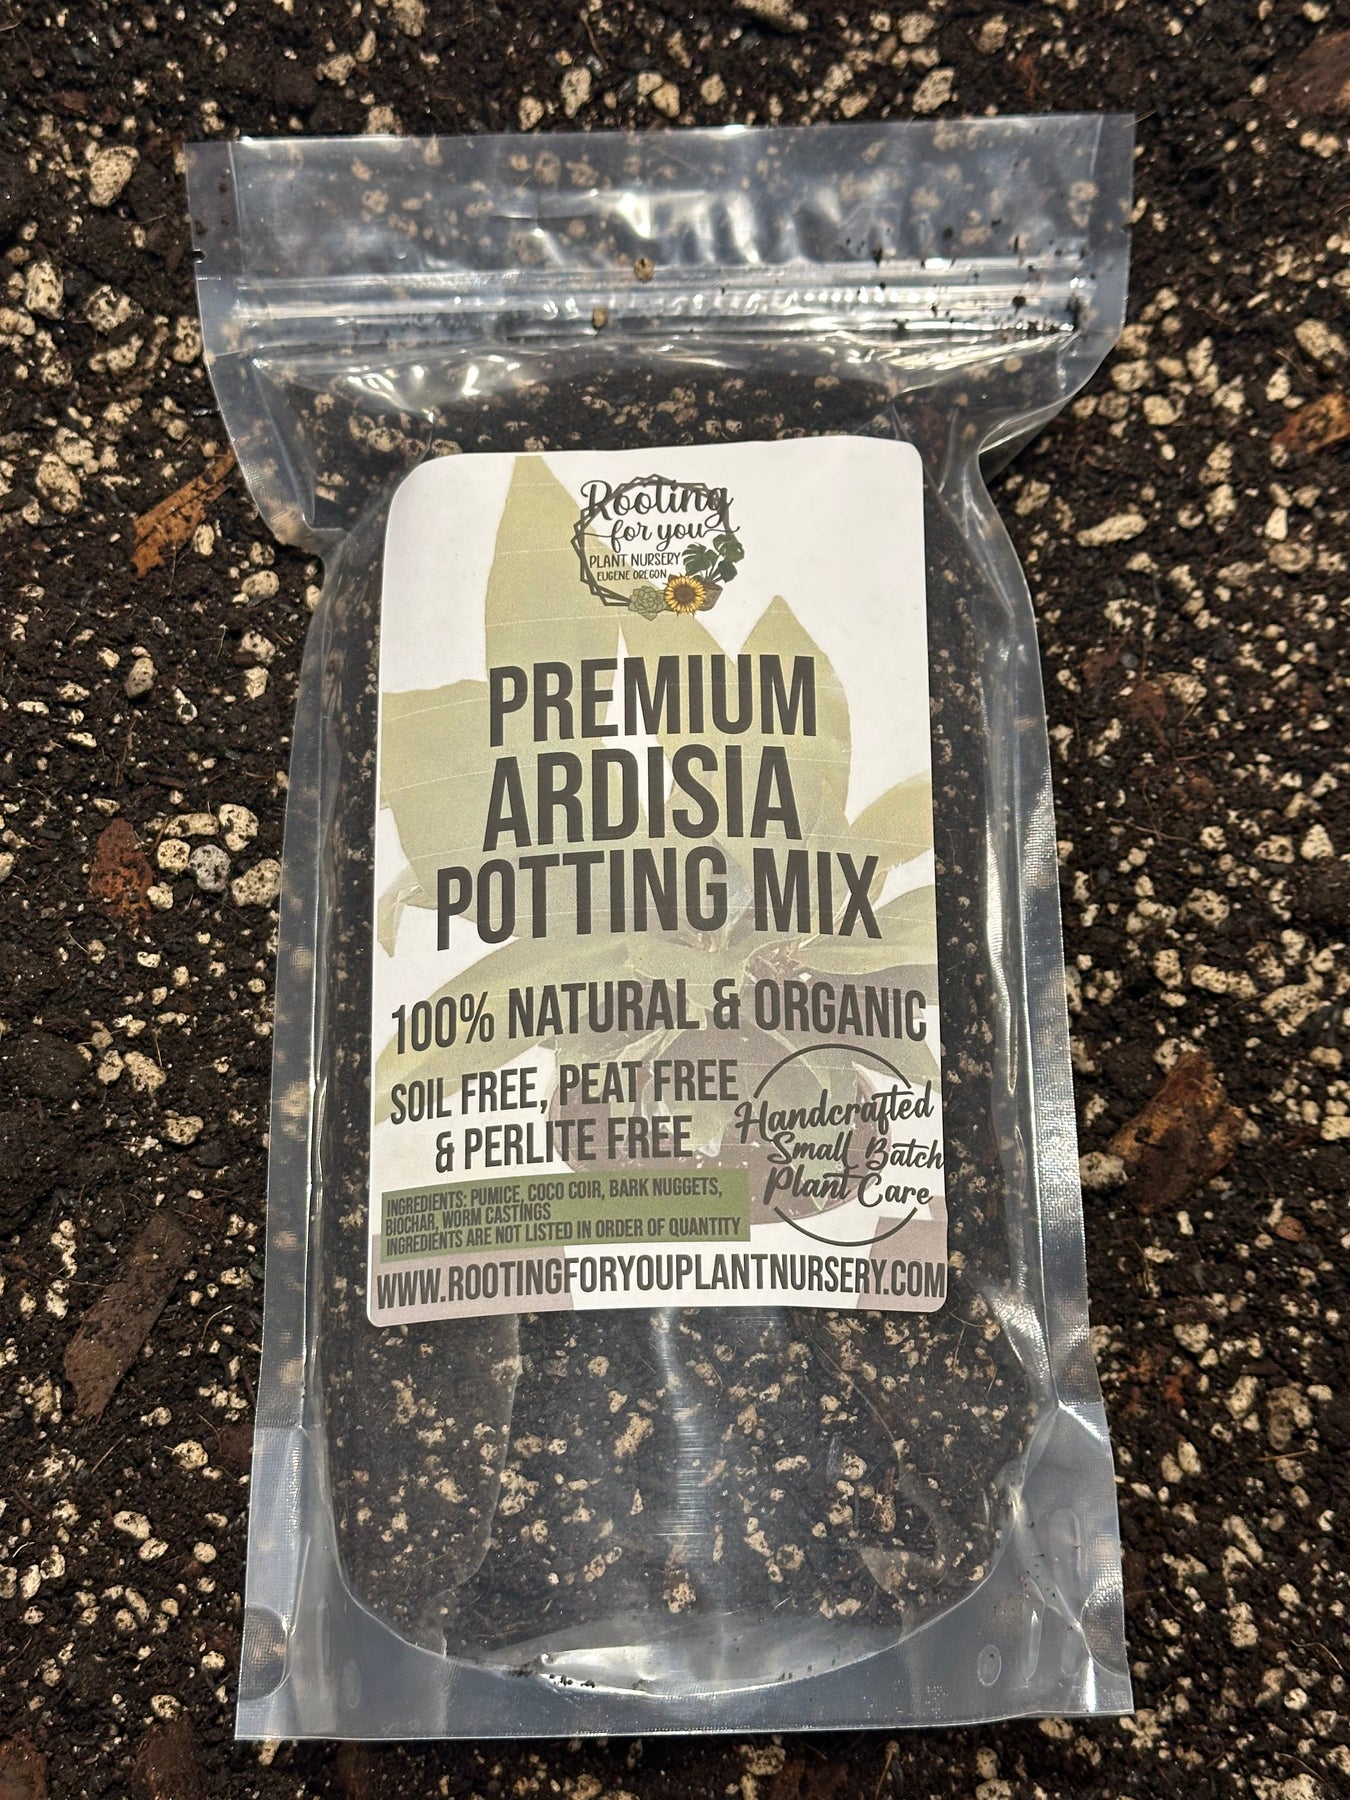 Rooting
for you
PLANT NURSERY
EUGENE OREGON
PREMIUM
ARDISIA
POTTING MIX
100% NATURAL & ORGANIC
SOIL FREE, PEAT FREE
& PERLITE FREE
Handcrafted
Small Batch
Plant Care
INGREDIENTS: PUMICE, COCO COIR, BARK NUGGETS,
BIOCHAR, WORM CASTINGS
INGREDIENTS ARE NOT LISTED IN ORDER OF QUANTITY
WWW.ROOTINGFORYOUPLANTNURSERY.COM